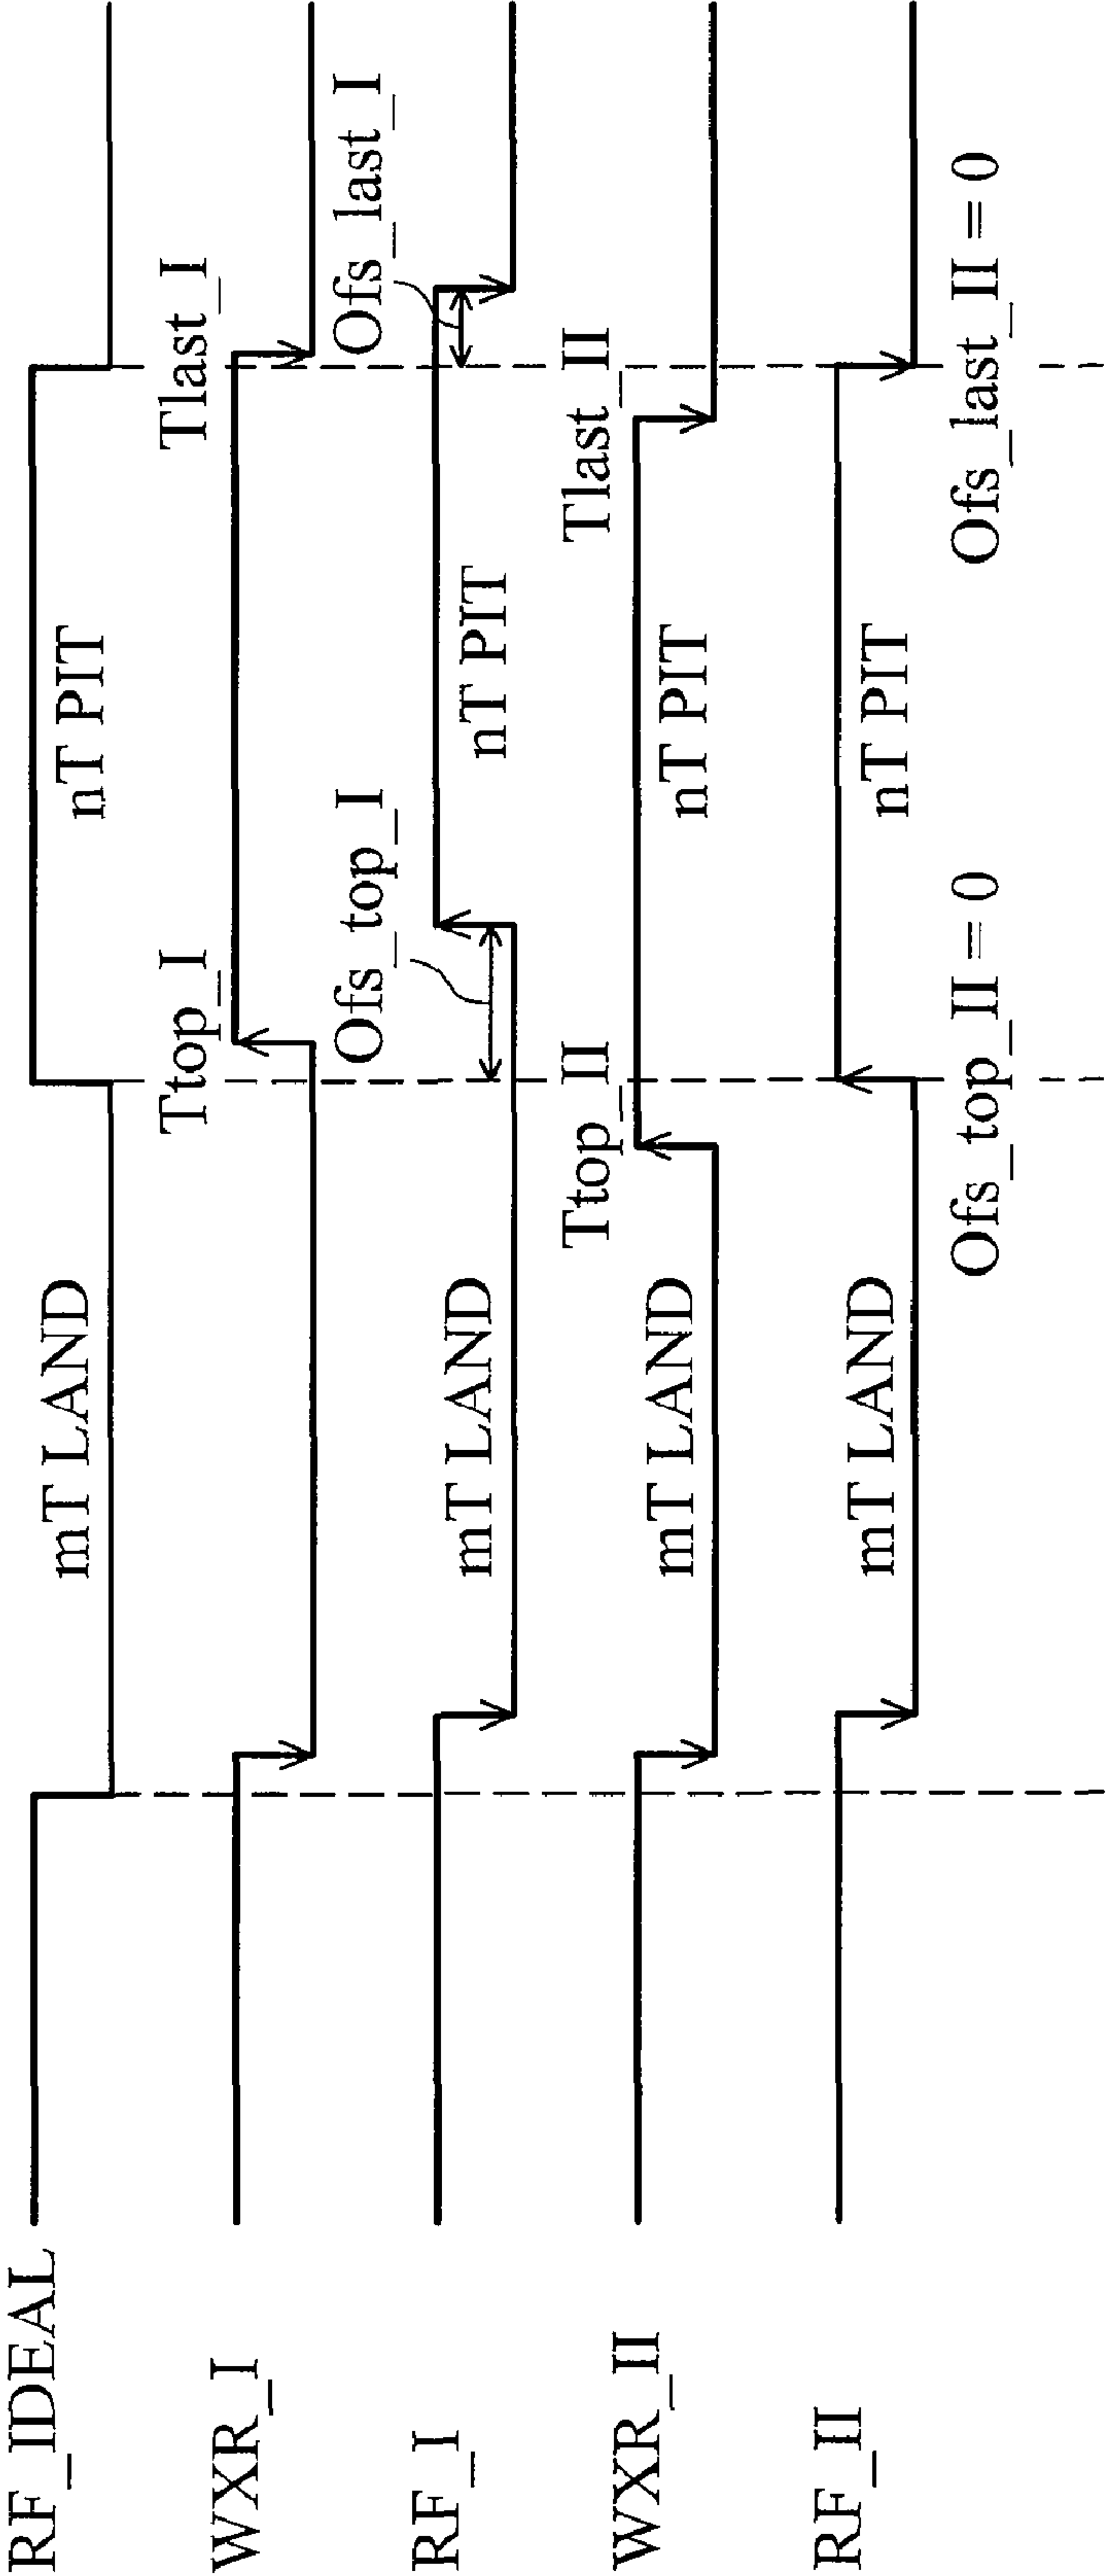 RF_IDEAL
mT LAND
nT PIT
WXR_I
Ttop_I
Tlast_I
RF_I
mT LAND
Ofs_top_I
nT PIT
Ofs_last_I
WXR_II
mT LAND
Ttop_II
nT PIT
Tlast_II
RF_II
mT LAND
nT PIT
Ofs_top_II = 0
Ofs_last_II = 0